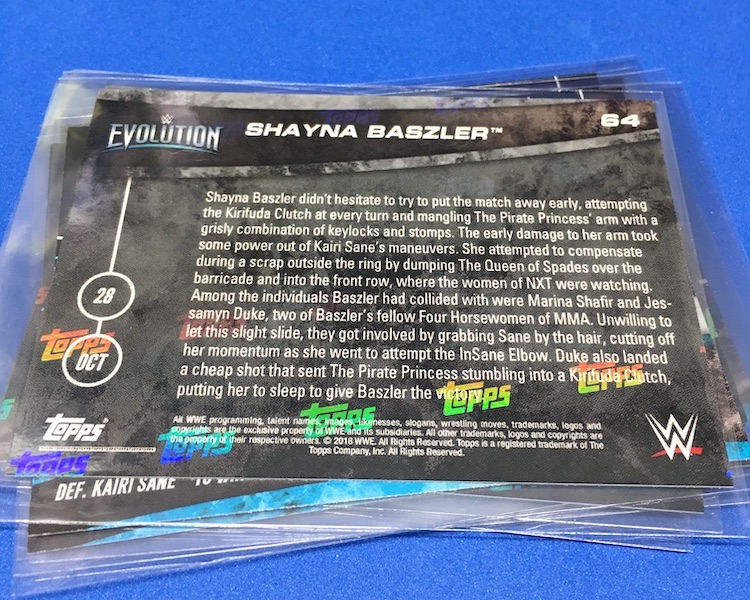 W
EVOLUTION
SHAYNA BASZLER™
64
Shayna Baszler didn't hesitate to try to put the match away early, attempting
the Kirifuda Clutch at every turn and mangling The Pirate Princess' arm with a
grisly combination of keylocks and stomps. The early damage to her arm took
some power out of Kairi Sane's maneuvers. She attempted to compensate
during a scrap outside the ring by dumping The Queen of Spades over the
barricade and into the front row, where the women of NXT were watching.
Among the individuals Baszler had collided with were Marina Shafir and Jes-
samyn Duke, two of Baszler's fellow Four Horsewomen of MMA. Unwilling to
let this slight slide, they got involved by grabbing Sane by the hair, cutting off
her momentum as she went to attempt the InSane Elbow. Duke also landed
a cheap shot that sent The Pirate Princess stumbling into a Kirifuda Clutch,
putting her to sleep to give Baszler the victory.
28
OCT
Topps
Topps
Topps
Topps
Topps
Topps
All WWE programming, talent names, images, likenesses, slogans, wrestling moves, trademarks, logos and
copyrights are the exclusive property of WWE and its subsidiaries. All other trademarks, logos and copyrights are
the property of their respective owners. © 2018 WWE. All Rights Reserved. Topps is a registered trademark of The
Topps Company, Inc. All Rights Reserved.
W
DEF. KAIRI SANE